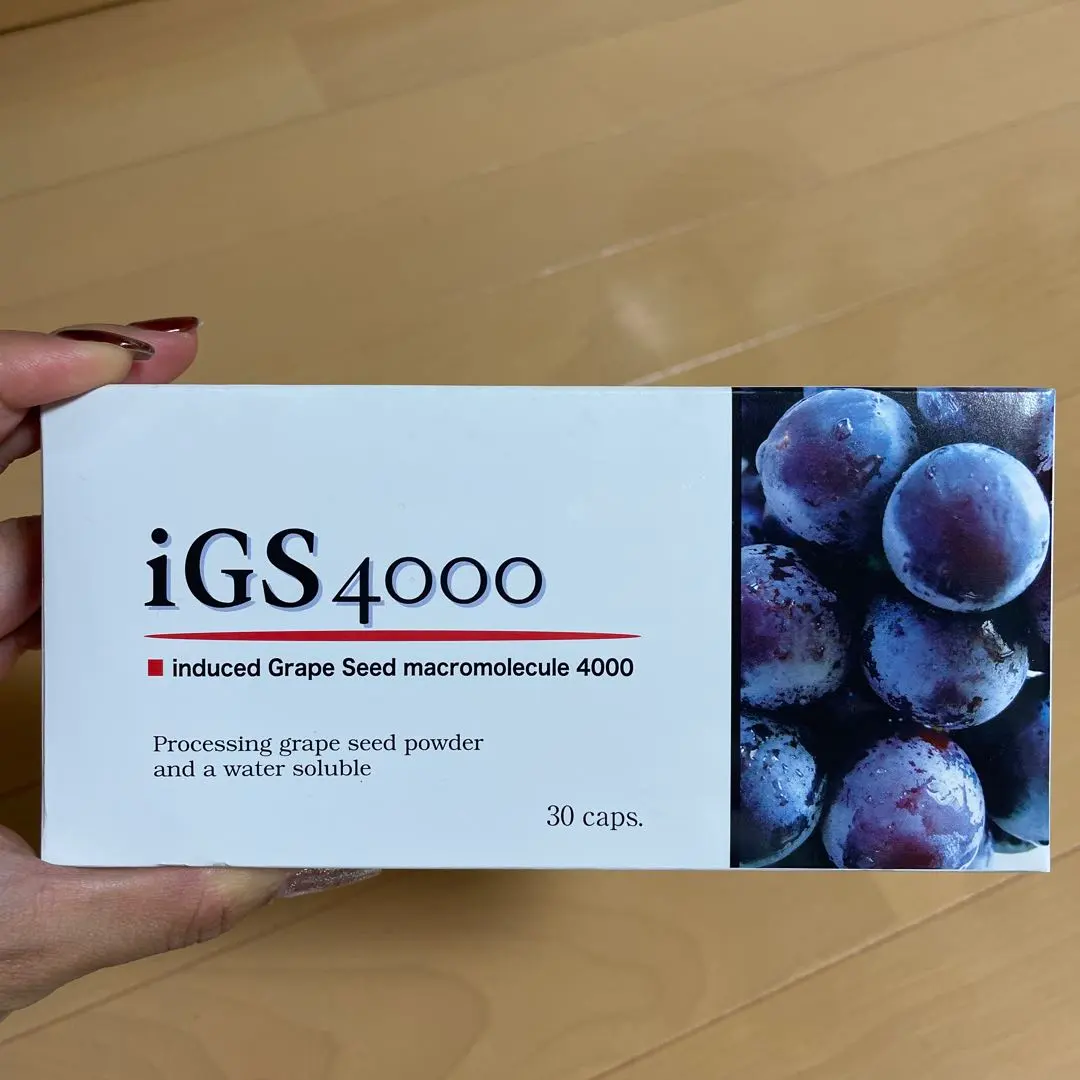 iGS4000
induced Grape Seed macromolecule 4000
Processing grape seed powder
and a water soluble
30 caps.